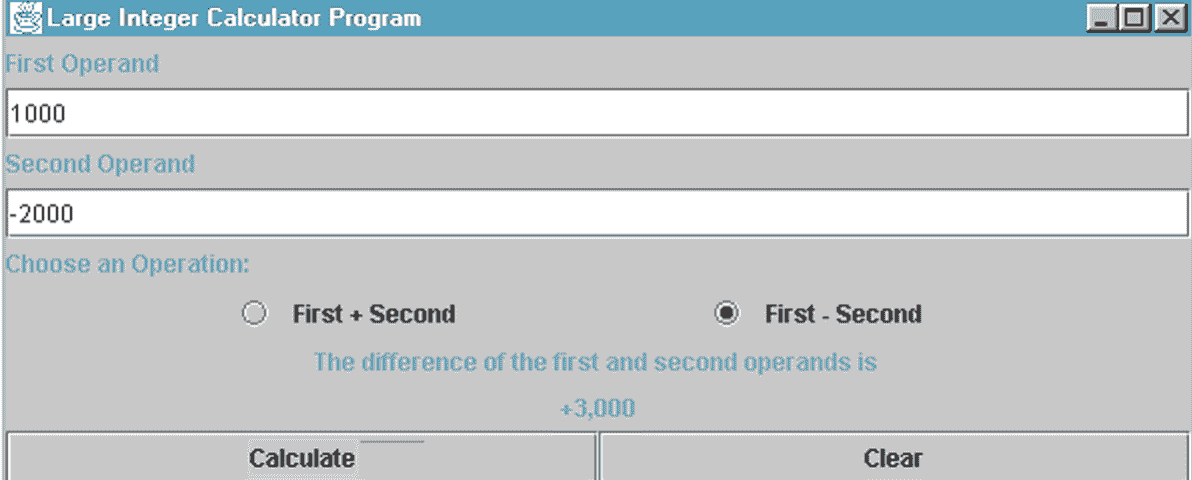 Large Integer Calculator Program
First Operand
1000
Second Operand
-2000
Choose an Operation:
First + Second First - Second
The difference of the first and second operands is
+3,000
Calculate Clear